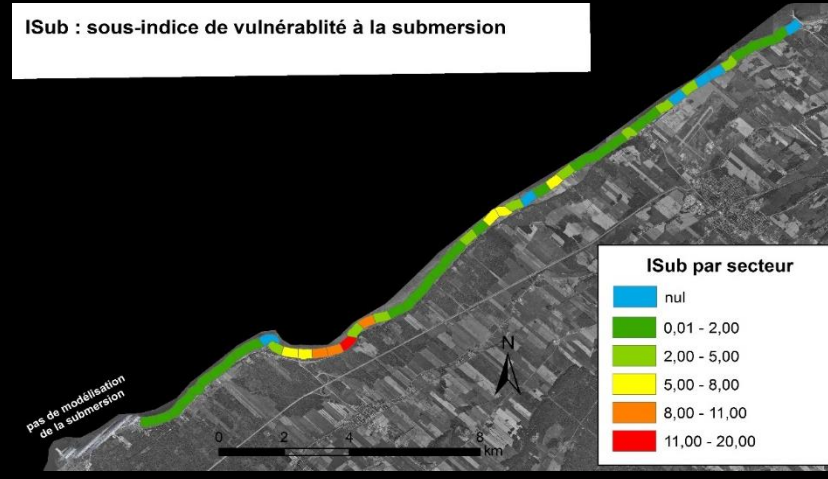 ISub : sous-indice de vulnérablité à la submersion
ISub par secteur
nul
0,01 - 2,00
2,00 - 5,00
5,00 - 8,00
8,00 - 11,00
11,00 - 20,00
N
pas de modélisation
de la submersion
0 2 4 8
km